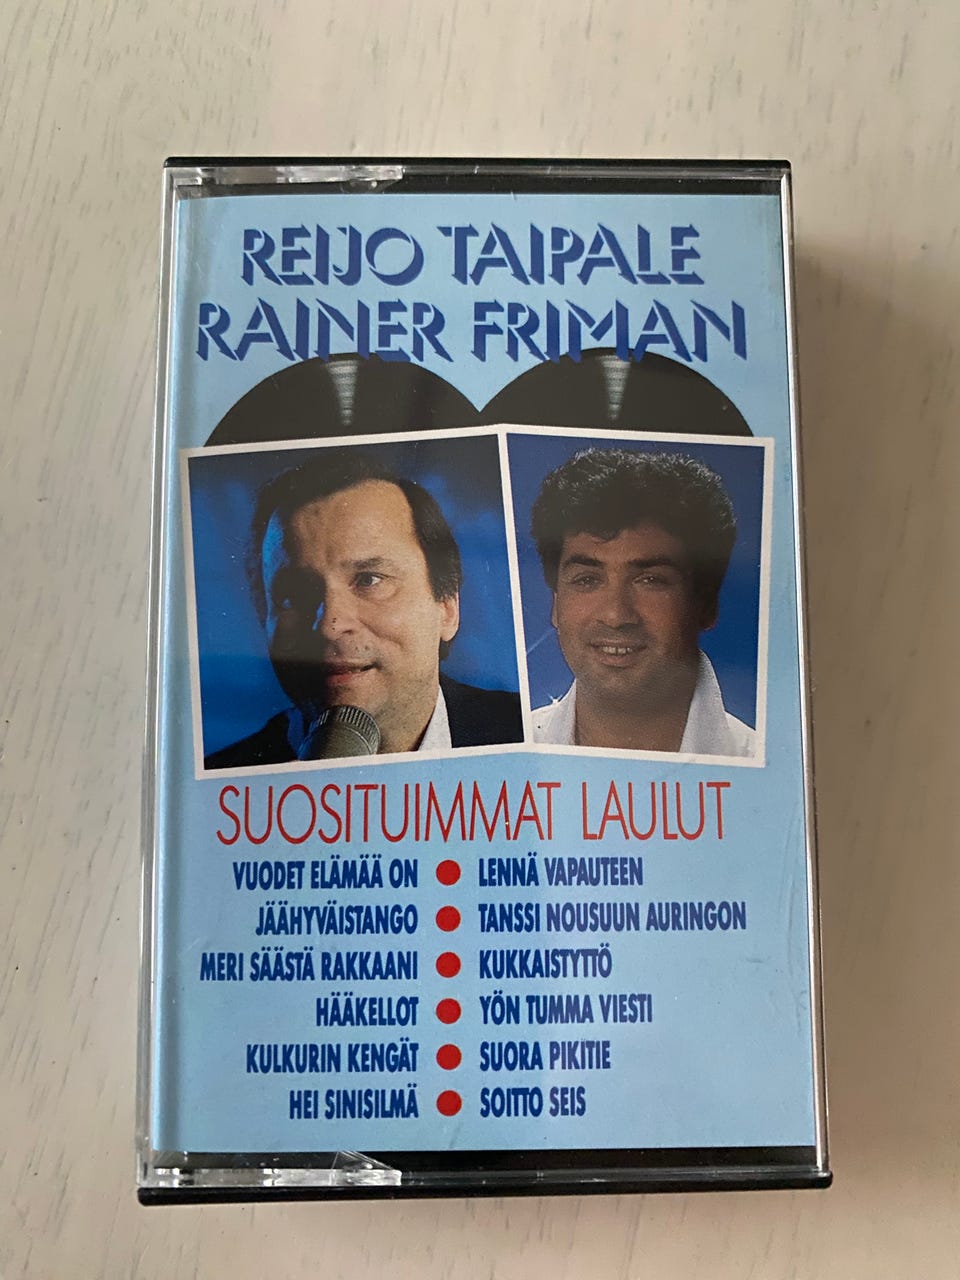 REIJO TAIPALE
RAINER FRIMAN
SUOSITUIMMAT LAULUT
VUODET ELÄMÄÄ ON ● LENNÄ VAPAUTEEN
JÄÄHYVÄISTANGO ● TANSSI NOUSUUN AURINGON
MERI SÄÄSTÄ RAKKAANI ● KUKKAISTYTTÖ
HÄÄKELLOT ● YÖN TUMMA VIESTI
KULKURIN KENGÄT ● SUORA PIKITIE
HEI SINISILMÄ ● SOITTO SEIS